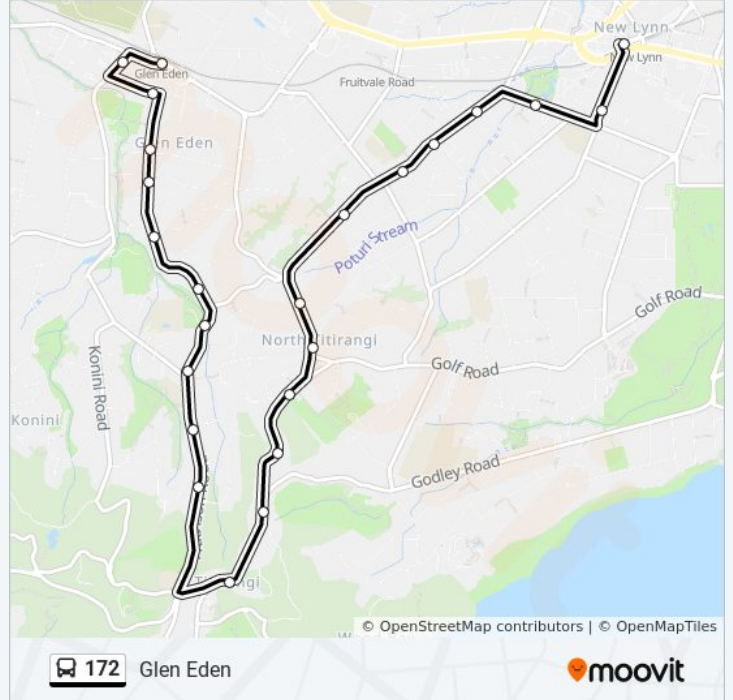 New Lynn
New Lynn
Glen Eden
Fruitvale Road
Glen Eden
Poturi Stream
Golf Road
North Titirangi
Golf Road
Konini Road
Konini
Godley Road
Titirangi
© OpenStreetMap contributors | © OpenMapTiles
172 Glen Eden
moovit